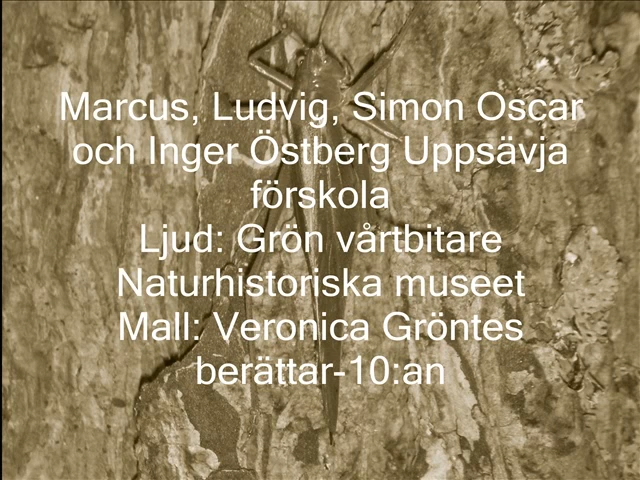 Marcus, Ludvig, Simon Oscar
och Inger Östberg Uppsävja
förskola
Ljud: Grön vårtbitare
Naturhistoriska museet
Mall: Veronica Gröntes
berättar-10:an